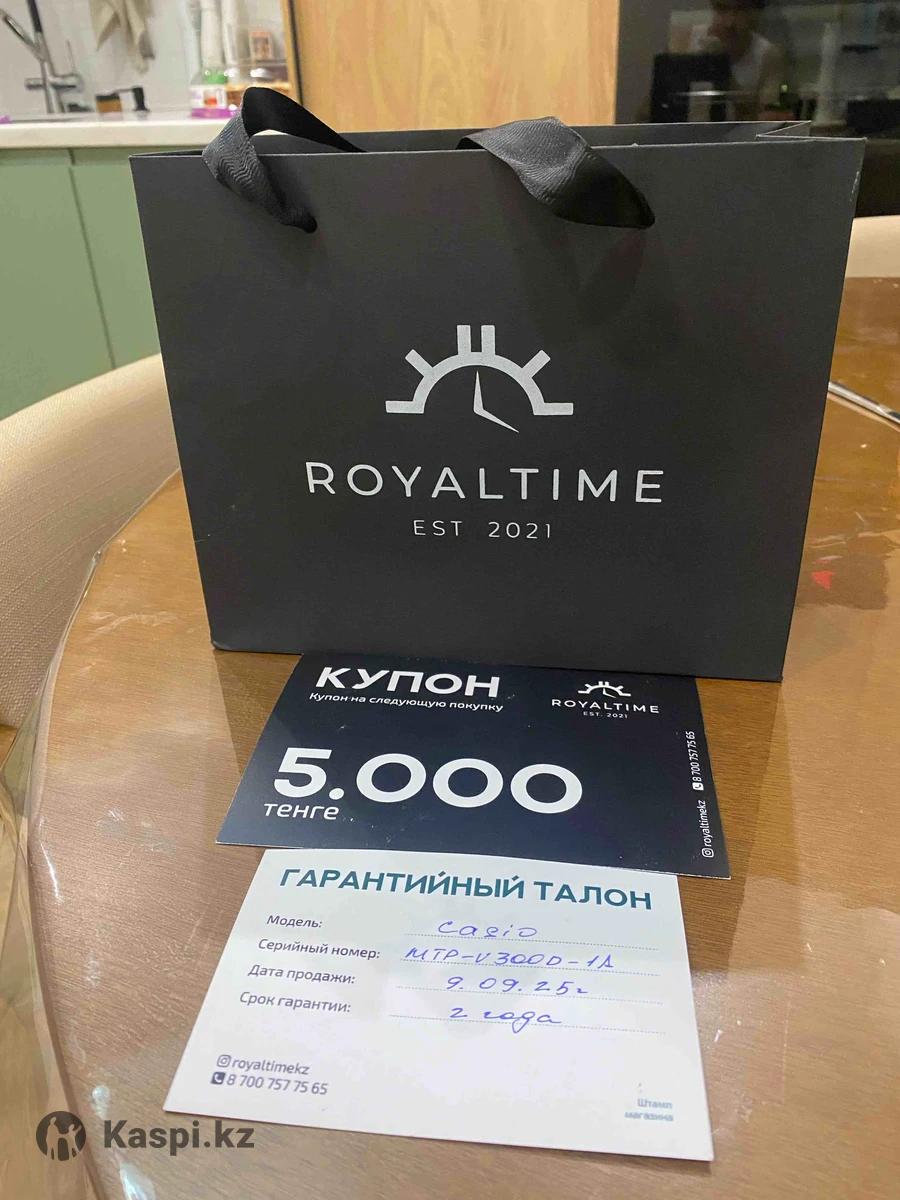 ROYALTIME
EST 2021
КУПОН
Купон на следующую покупку
ROYALTIME
EST. 2021
5.000
тенге
royaltimekz 8 700 757 75 65
ГАРАНТИЙНЫЙ ТАЛОН
Модель: Casio
Серийный номер: MTP-V300D-1A
Дата продажи: 9.09.25г
Срок гарантии: 2 года
royaltimekz
8 700 757 75 65
Штамп
магазина
Kaspi.kz